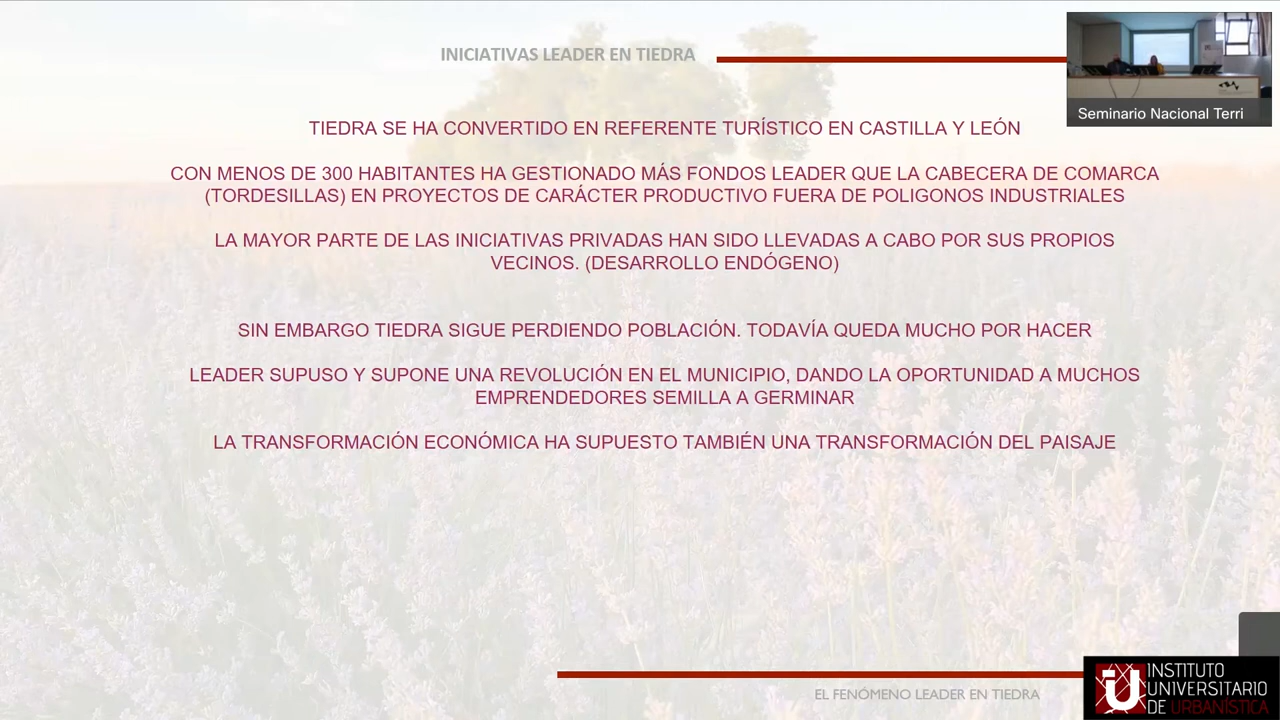 INICIATIVAS LEADER EN TIEDRA
Seminario Nacional Terri
TIEDRA SE HA CONVERTIDO EN REFERENTE TURÍSTICO EN CASTILLA Y LEÓN
CON MENOS DE 300 HABITANTES HA GESTIONADO MÁS FONDOS LEADER QUE LA CABECERA DE COMARCA
(TORDESILLAS) EN PROYECTOS DE CARÁCTER PRODUCTIVO FUERA DE POLIGONOS INDUSTRIALES
LA MAYOR PARTE DE LAS INICIATIVAS PRIVADAS HAN SIDO LLEVADAS A CABO POR SUS PROPIOS
VECINOS. (DESARROLLO ENDÓGENO)
SIN EMBARGO TIEDRA SIGUE PERDIENDO POBLACIÓN. TODAVÍA QUEDA MUCHO POR HACER
LEADER SUPUSO Y SUPONE UNA REVOLUCIÓN EN EL MUNICIPIO, DANDO LA OPORTUNIDAD A MUCHOS
EMPRENDEDORES SEMILLA A GERMINAR
LA TRANSFORMACIÓN ECONÓMICA HA SUPUESTO TAMBIÉN UNA TRANSFORMACIÓN DEL PAISAJE
EL FENÓMENO LEADER EN TIEDRA
iU
INSTITUTO
UNIVERSITARIO
DE URBANÍSTICA